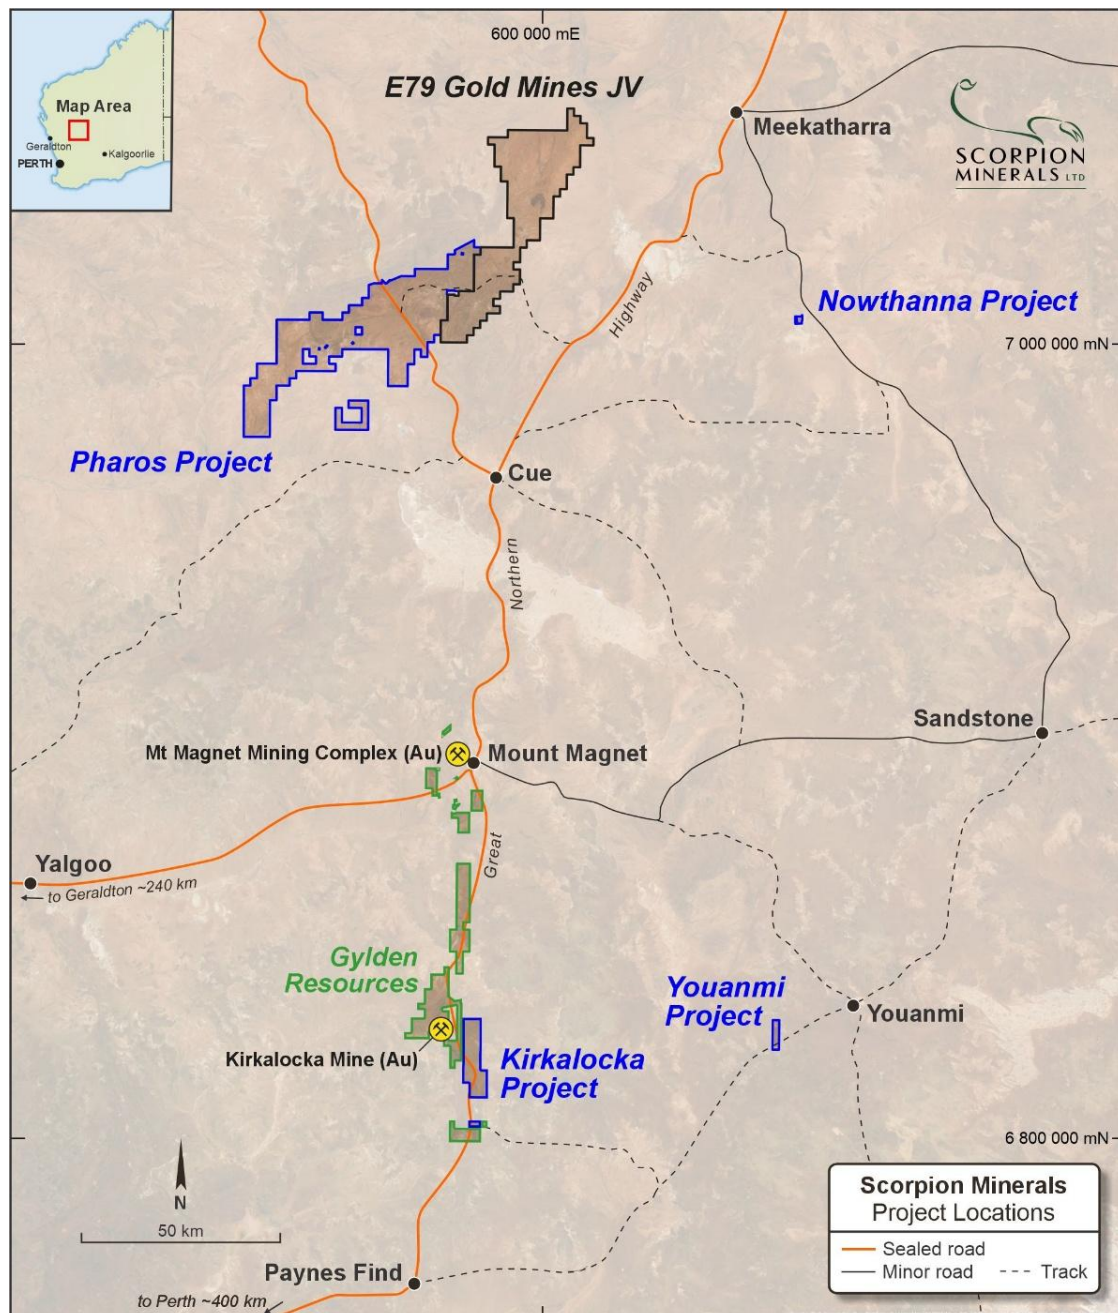 600 000 mE
Map Area
Geraldton
Kalgoorlie
PERTH
E79 Gold Mines JV
Meekatharra
SCORPION
MINERALS LTD
Highway
Nowthanna Project
7 000 000 mN
Pharos Project
Cue
Northern
Sandstone
Mt Magnet Mining Complex (Au)
Mount Magnet
Great
Yalgoo
to Geraldton ~240 km
Gylden
Resources
Youanmi
Project
Youanmi
Kirkalocka Mine (Au)
Kirkalocka
Project
6 800 000 mN
N
50 km
Scorpion Minerals
Project Locations
Sealed road
Minor road
Track
Paynes Find
to Perth ~400 km